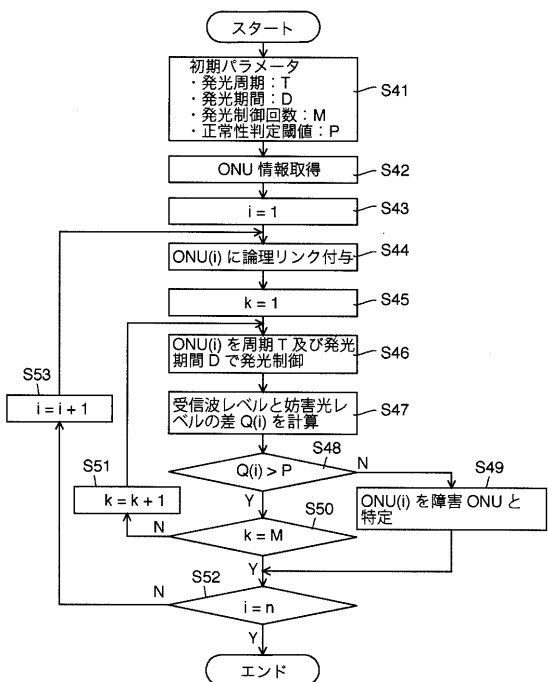 スタート
初期パラメータ
・発光周期：T
・発光期間：D
・発光制御回数：M
・正常性判定閾値：P
S41
ONU 情報取得
S42
i = 1
S43
ONU(i) に論理リンク付与
S44
k = 1
S45
ONU(i) を周期 T 及び発光
期間 D で発光制御
S46
S53
i = i + 1
受信波レベルと妨害光レ
ベルの差 Q(i) を計算
S47
Q(i) > P
S48
N
Y
S49
ONU(i) を障害 ONU と
特定
S51
k = k + 1
N
k = M
S50
Y
S52
N
i = n
Y
エンド